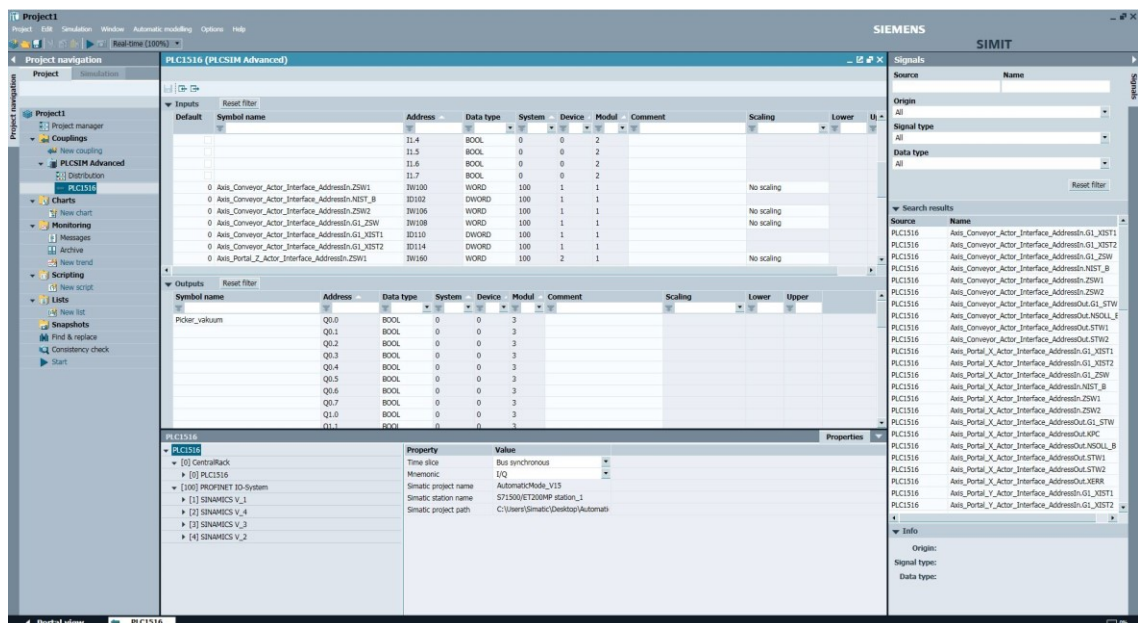 Project1
Project Edit Simulation Window Automatic modelling Options Help
Real-time (100%)
SIEMENS
SIMIT
Project navigation
Project Simulation
Project navigation
Project1
Project manager
Couplings
New coupling
PLCSIM Advanced
Distribution
PLC1516
Charts
New chart
Monitoring
Messages
Archive
New trend
Scripting
New script
Lists
New list
Snapshots
Find & replace
Consistency check
Start
PLC1516 (PLCSIM Advanced)
Inputs Reset filter
Default Symbol name Address Data type System Device Modul Comment Scaling Lower
I1.4 BOOL 0 0 2
I1.5 BOOL 0 0 2
I1.6 BOOL 0 0 2
I1.7 BOOL 0 0 2
0 Axis_Conveyor_Actor_Interface_AddressIn.ZSW1 IW100 WORD 100 1 1 No scaling
0 Axis_Conveyor_Actor_Interface_AddressIn.NIST_B ID102 DWORD 100 1 1
0 Axis_Conveyor_Actor_Interface_AddressIn.ZSW2 IW106 WORD 100 1 1 No scaling
0 Axis_Conveyor_Actor_Interface_AddressIn.G1_ZSW IW108 WORD 100 1 1 No scaling
0 Axis_Conveyor_Actor_Interface_AddressIn.G1_XIST1 ID110 DWORD 100 1 1
0 Axis_Conveyor_Actor_Interface_AddressIn.G1_XIST2 ID114 DWORD 100 1 1
0 Axis_Portal_Z_Actor_Interface_AddressIn.ZSW1 IW160 WORD 100 2 1 No scaling
Outputs Reset filter
Symbol name Address Data type System Device Modul Comment Scaling Lower Upper
Picker_vakuum Q0.0 BOOL 0 0 3
Q0.1 BOOL 0 0 3
Q0.2 BOOL 0 0 3
Q0.3 BOOL 0 0 3
Q0.4 BOOL 0 0 3
Q0.5 BOOL 0 0 3
Q0.6 BOOL 0 0 3
Q0.7 BOOL 0 0 3
Q1.0 BOOL 0 0 3
Q1.1 BOOL 0 0 3
PLC1516 Properties
PLC1516
[0] CentralRack
[0] PLC1516
[100] PROFINET IO-System
[1] SINAMICS V_1
[2] SINAMICS V_4
[3] SINAMICS V_3
[4] SINAMICS V_2
Property Value
Time slice Bus synchronous
Mnemonic I/Q
Simatic project name AutomaticMode_V15
Simatic station name S71500/ET200MP station_1
Simatic project path C:\Users\Simatic\Desktop\Automati
Signals
Signals
Source Name
Origin
All
Signal type
All
Data type
All
Reset filter
Search results
Source Name
PLC1516 Axis_Conveyor_Actor_Interface_AddressIn.G1_XIST1
PLC1516 Axis_Conveyor_Actor_Interface_AddressIn.G1_XIST2
PLC1516 Axis_Conveyor_Actor_Interface_AddressIn.G1_ZSW
PLC1516 Axis_Conveyor_Actor_Interface_AddressIn.NIST_B
PLC1516 Axis_Conveyor_Actor_Interface_AddressIn.ZSW1
PLC1516 Axis_Conveyor_Actor_Interface_AddressIn.ZSW2
PLC1516 Axis_Conveyor_Actor_Interface_AddressOut.G1_STW
PLC1516 Axis_Conveyor_Actor_Interface_AddressOut.NSOLL_E
PLC1516 Axis_Conveyor_Actor_Interface_AddressOut.STW1
PLC1516 Axis_Conveyor_Actor_Interface_AddressOut.STW2
PLC1516 Axis_Portal_X_Actor_Interface_AddressIn.G1_XIST1
PLC1516 Axis_Portal_X_Actor_Interface_AddressIn.G1_XIST2
PLC1516 Axis_Portal_X_Actor_Interface_AddressIn.G1_ZSW
PLC1516 Axis_Portal_X_Actor_Interface_AddressIn.NIST_B
PLC1516 Axis_Portal_X_Actor_Interface_AddressIn.ZSW1
PLC1516 Axis_Portal_X_Actor_Interface_AddressIn.ZSW2
PLC1516 Axis_Portal_X_Actor_Interface_AddressOut.G1_STW
PLC1516 Axis_Portal_X_Actor_Interface_AddressOut.KPC
PLC1516 Axis_Portal_X_Actor_Interface_AddressOut.NSOLL_B
PLC1516 Axis_Portal_X_Actor_Interface_AddressOut.STW1
PLC1516 Axis_Portal_X_Actor_Interface_AddressOut.STW2
PLC1516 Axis_Portal_X_Actor_Interface_AddressOut.XERR
PLC1516 Axis_Portal_Y_Actor_Interface_AddressIn.G1_XIST1
PLC1516 Axis_Portal_Y_Actor_Interface_AddressIn.G1_XIST2
Info
Origin:
Signal type:
Data type:
Portal view PLC1516